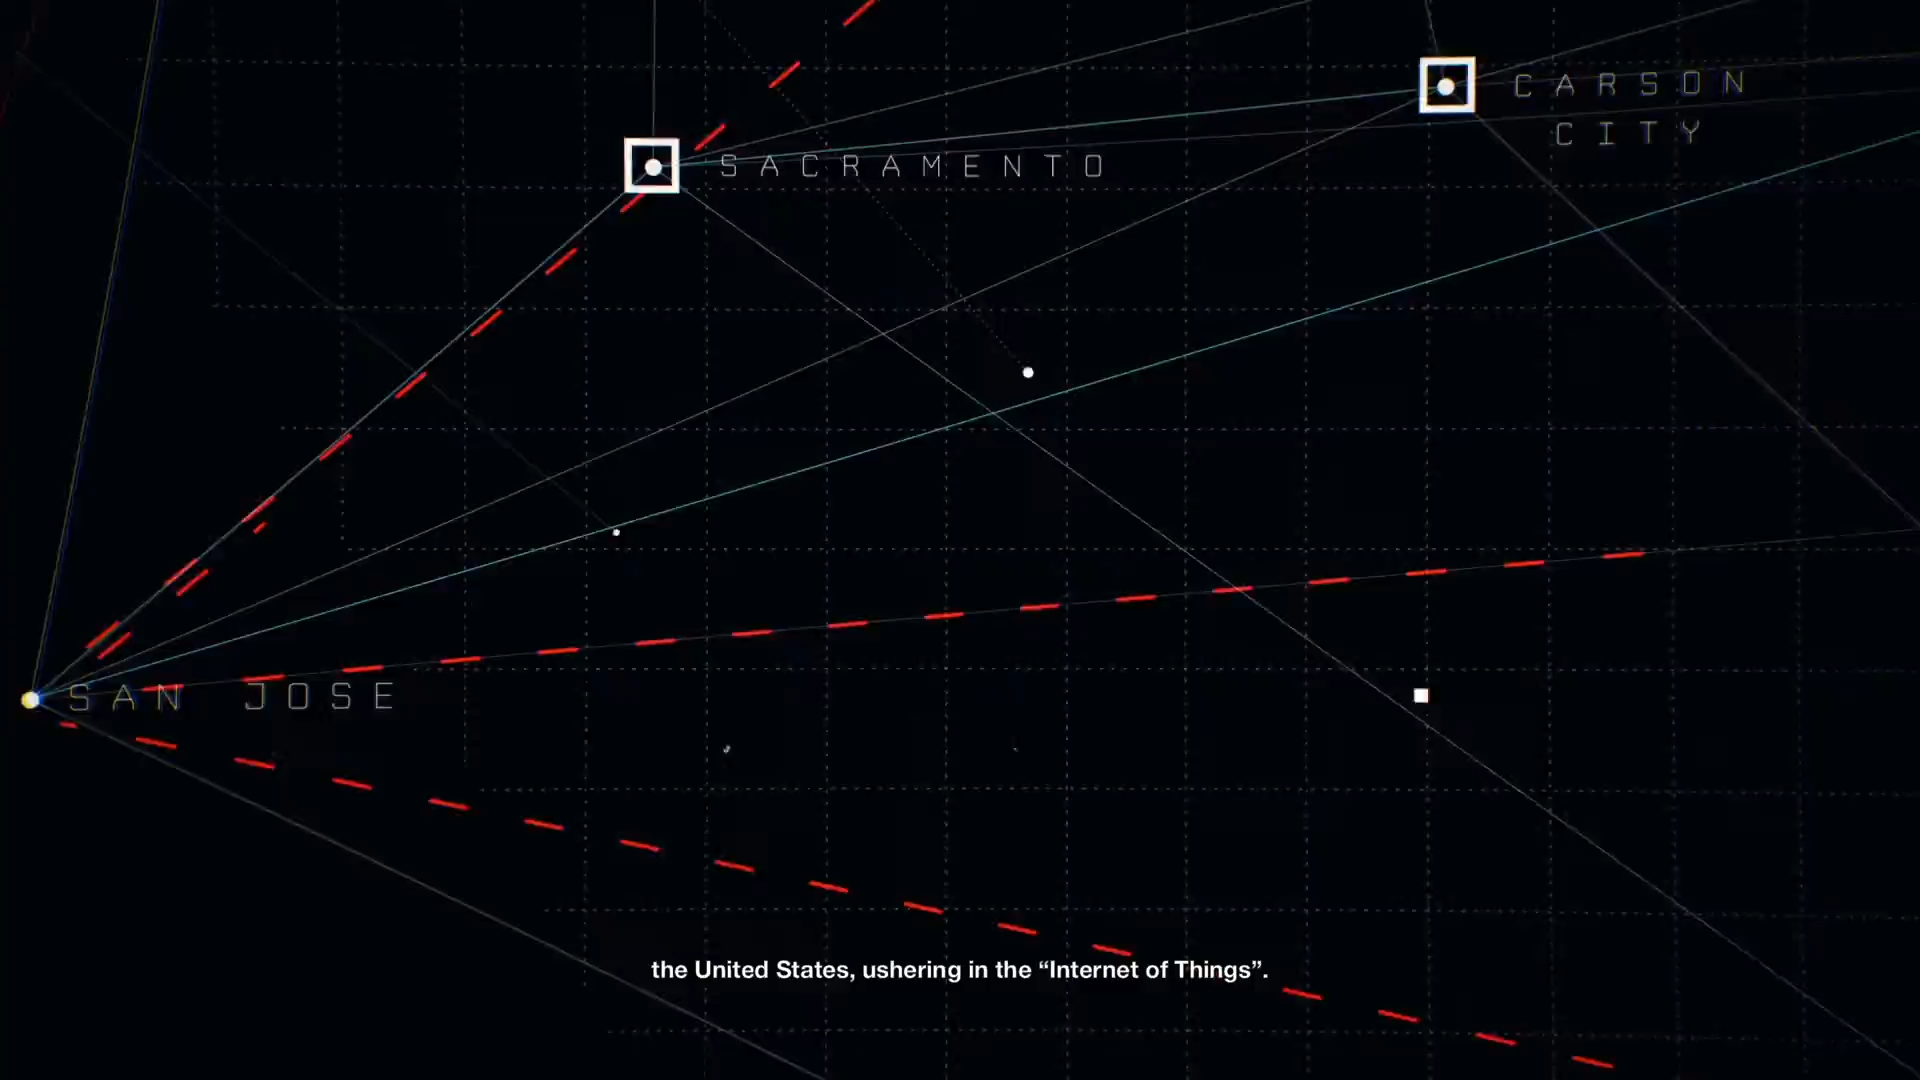 CARSON
CITY
SACRAMENTO
SAN JOSE
the United States, ushering in the “Internet of Things”.